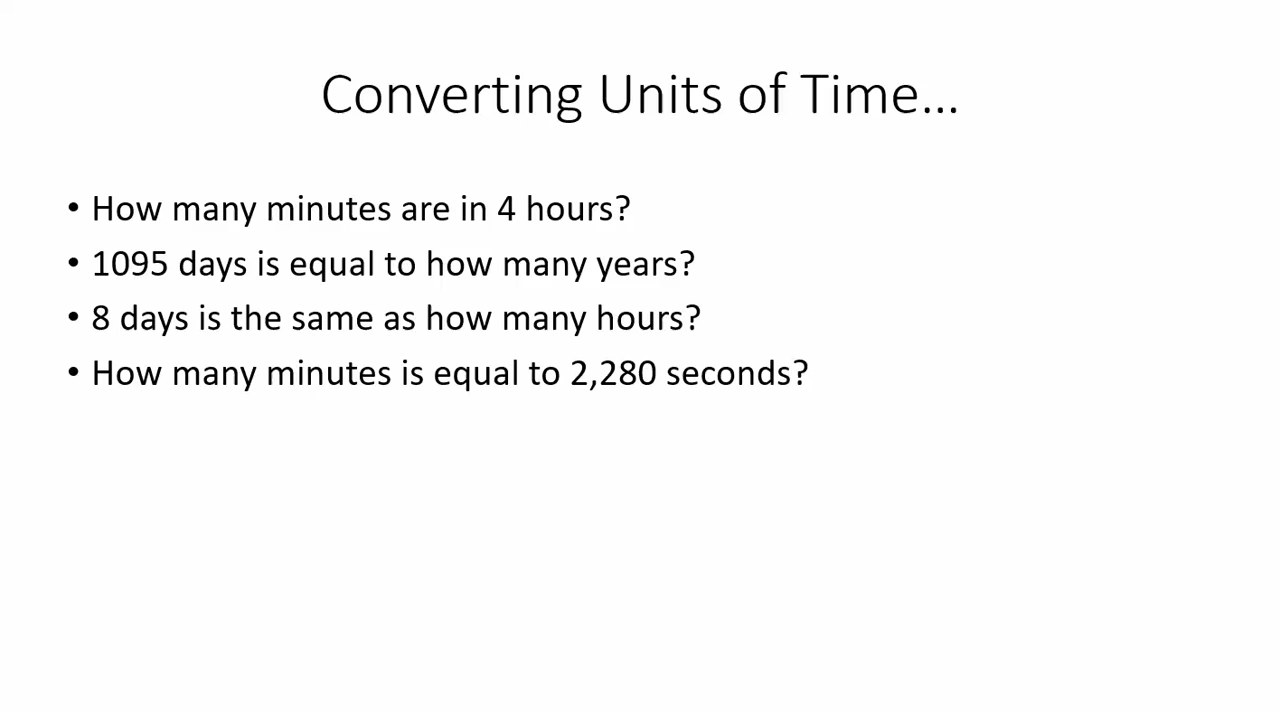 Converting Units of Time...
• How many minutes are in 4 hours?
• 1095 days is equal to how many years?
• 8 days is the same as how many hours?
• How many minutes is equal to 2,280 seconds?